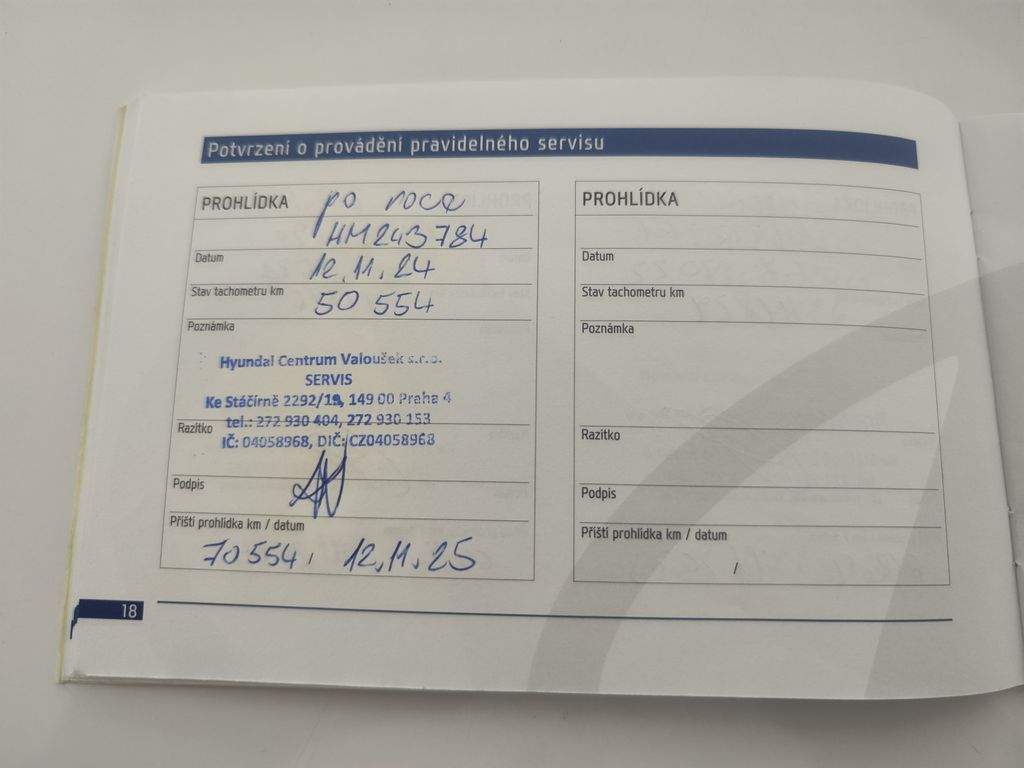 Potvrzení o provádění pravidelného servisu
PROHLÍDKA po roce
HM243784
Datum 12.11.24
Stav tachometru km 50 554
Poznámka
Hyundai Centrum Valoušek s.r.o.
SERVIS
Ke Stáčírně 2292/19, 149 00 Praha 4
tel.: 272 930 404, 272 930 153
Razítko
IČ: 04058968, DIČ: CZ04058968
Podpis
Příští prohlídka km / datum
70 554, 12.11.25
PROHLÍDKA
Datum
Stav tachometru km
Poznámka
Razítko
Podpis
Příští prohlídka km / datum
/
18